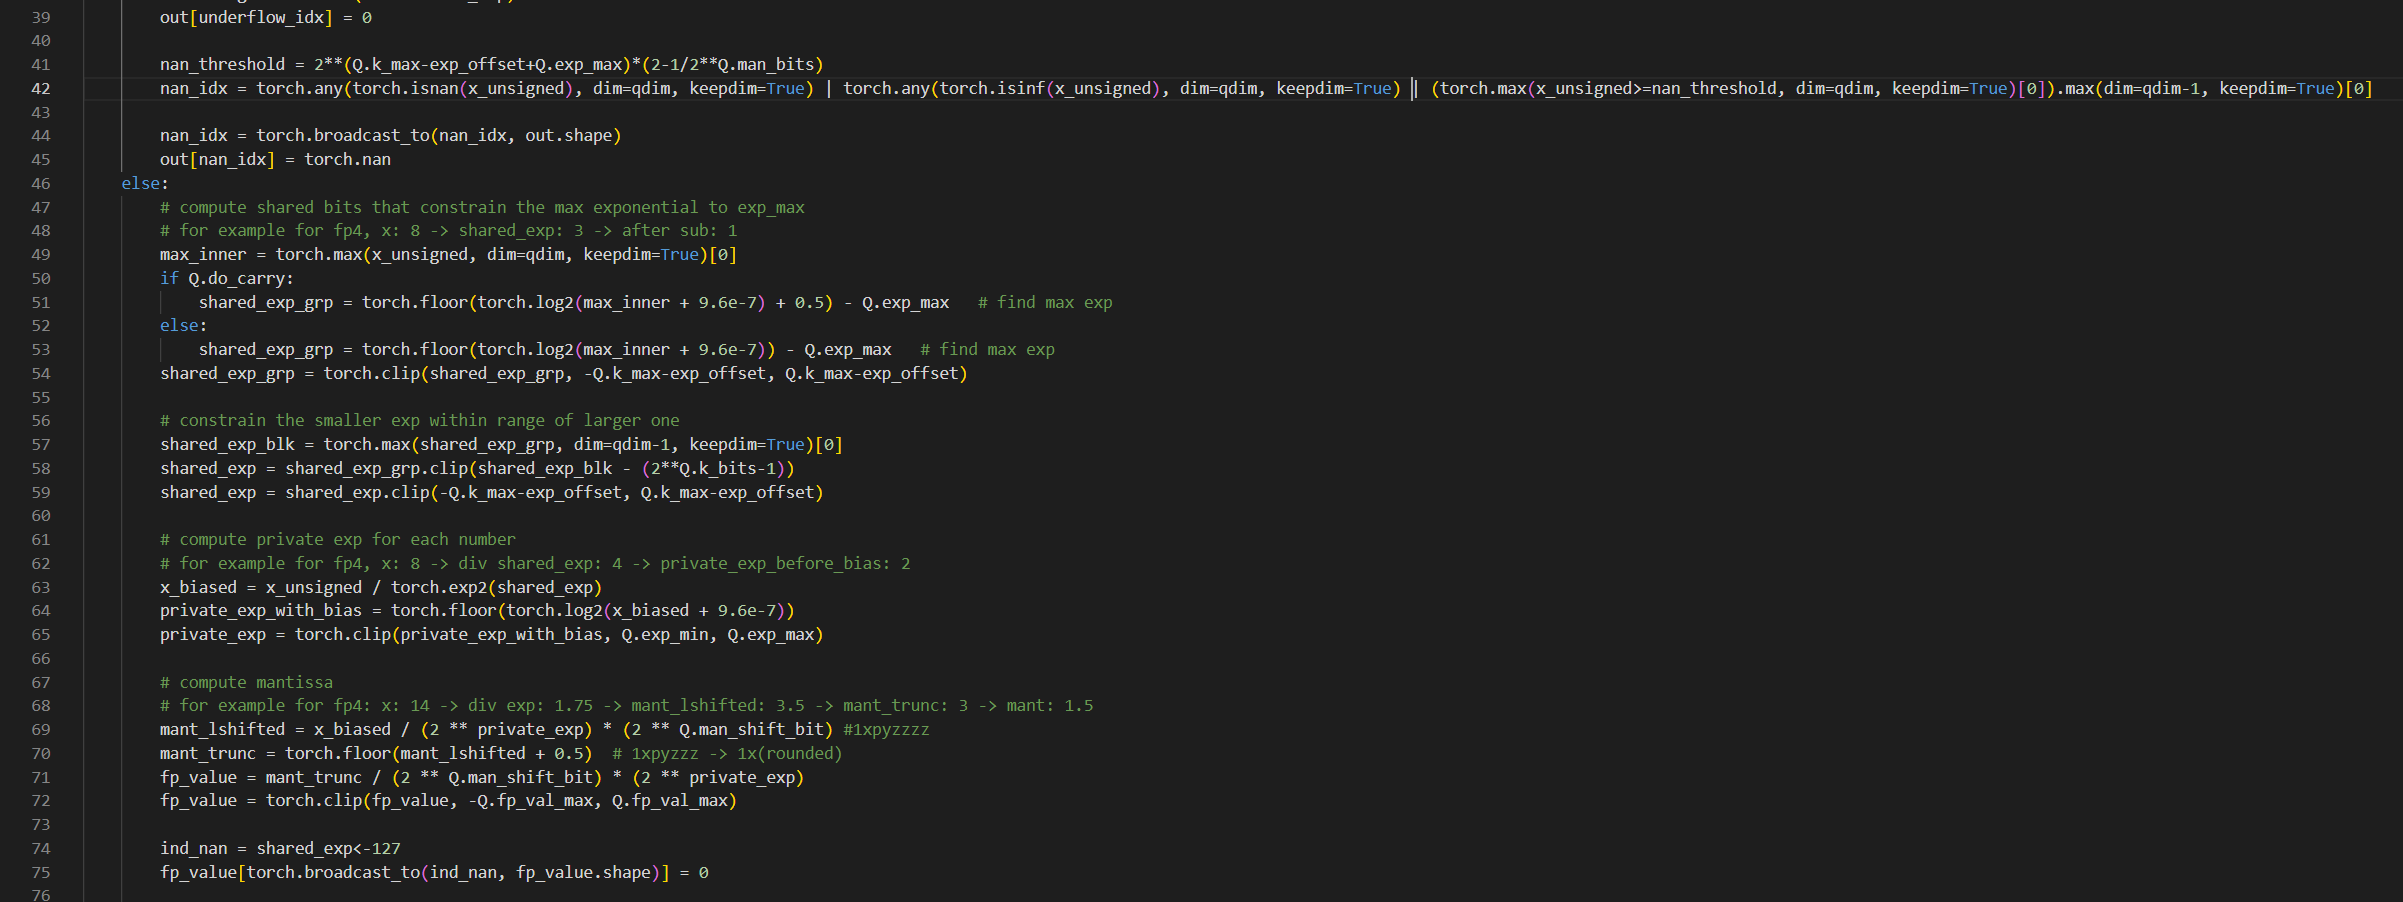 39 out[underflow_idx] = 0
40
41 nan_threshold = 2**(Q.k_max-exp_offset+Q.exp_max)*(2-1/2**Q.man_bits)
42 nan_idx = torch.any(torch.isnan(x_unsigned), dim=qdim, keepdim=True) | torch.any(torch.isinf(x_unsigned), dim=qdim, keepdim=True) | (torch.max(x_unsigned>=nan_threshold, dim=qdim, keepdim=True)[0]).max(dim=qdim-1, keepdim=True)[0]
43
44 nan_idx = torch.broadcast_to(nan_idx, out.shape)
45 out[nan_idx] = torch.nan
46 else:
47 # compute shared bits that constrain the max exponential to exp_max
48 # for example for fp4, x: 8 -> shared_exp: 3 -> after sub: 1
49 max_inner = torch.max(x_unsigned, dim=qdim, keepdim=True)[0]
50 if Q.do_carry:
51 shared_exp_grp = torch.floor(torch.log2(max_inner + 9.6e-7) + 0.5) - Q.exp_max # find max exp
52 else:
53 shared_exp_grp = torch.floor(torch.log2(max_inner + 9.6e-7)) - Q.exp_max # find max exp
54 shared_exp_grp = torch.clip(shared_exp_grp, -Q.k_max-exp_offset, Q.k_max-exp_offset)
55
56 # constrain the smaller exp within range of larger one
57 shared_exp_blk = torch.max(shared_exp_grp, dim=qdim-1, keepdim=True)[0]
58 shared_exp = shared_exp_grp.clip(shared_exp_blk - (2**Q.k_bits-1))
59 shared_exp = shared_exp.clip(-Q.k_max-exp_offset, Q.k_max-exp_offset)
60
61 # compute private exp for each number
62 # for example for fp4, x: 8 -> div shared_exp: 4 -> private_exp_before_bias: 2
63 x_biased = x_unsigned / torch.exp2(shared_exp)
64 private_exp_with_bias = torch.floor(torch.log2(x_biased + 9.6e-7))
65 private_exp = torch.clip(private_exp_with_bias, Q.exp_min, Q.exp_max)
66
67 # compute mantissa
68 # for example for fp4: x: 14 -> div exp: 1.75 -> mant_lshifted: 3.5 -> mant_trunc: 3 -> mant: 1.5
69 mant_lshifted = x_biased / (2 ** private_exp) * (2 ** Q.man_shift_bit) #1xpyzzzz
70 mant_trunc = torch.floor(mant_lshifted + 0.5) # 1xpyzzz -> 1x(rounded)
71 fp_value = mant_trunc / (2 ** Q.man_shift_bit) * (2 ** private_exp)
72 fp_value = torch.clip(fp_value, -Q.fp_val_max, Q.fp_val_max)
73
74 ind_nan = shared_exp<-127
75 fp_value[torch.broadcast_to(ind_nan, fp_value.shape)] = 0
76